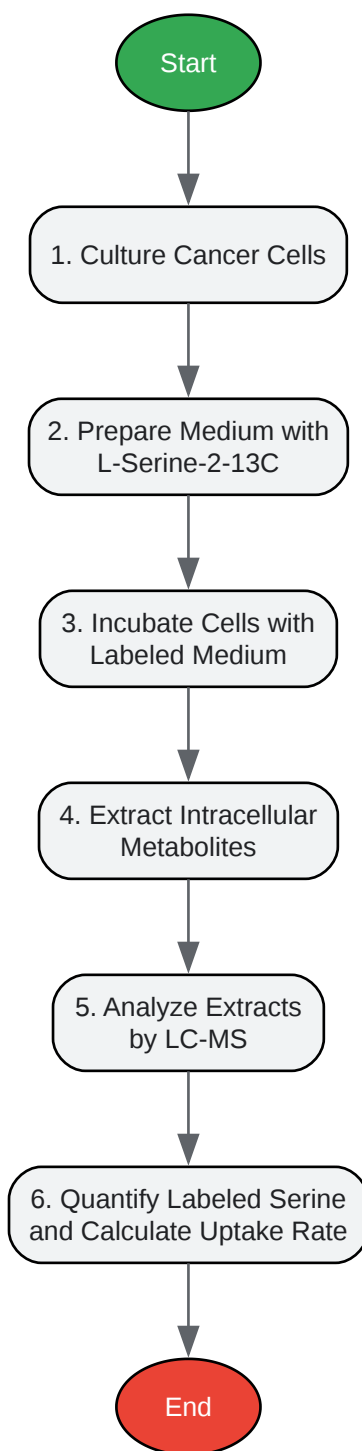 Start
1. Culture Cancer Cells
2. Prepare Medium with
L-Serine-2-13C
3. Incubate Cells with
Labeled Medium
4. Extract Intracellular
Metabolites
5. Analyze Extracts
by LC-MS
6. Quantify Labeled Serine
and Calculate Uptake Rate
End